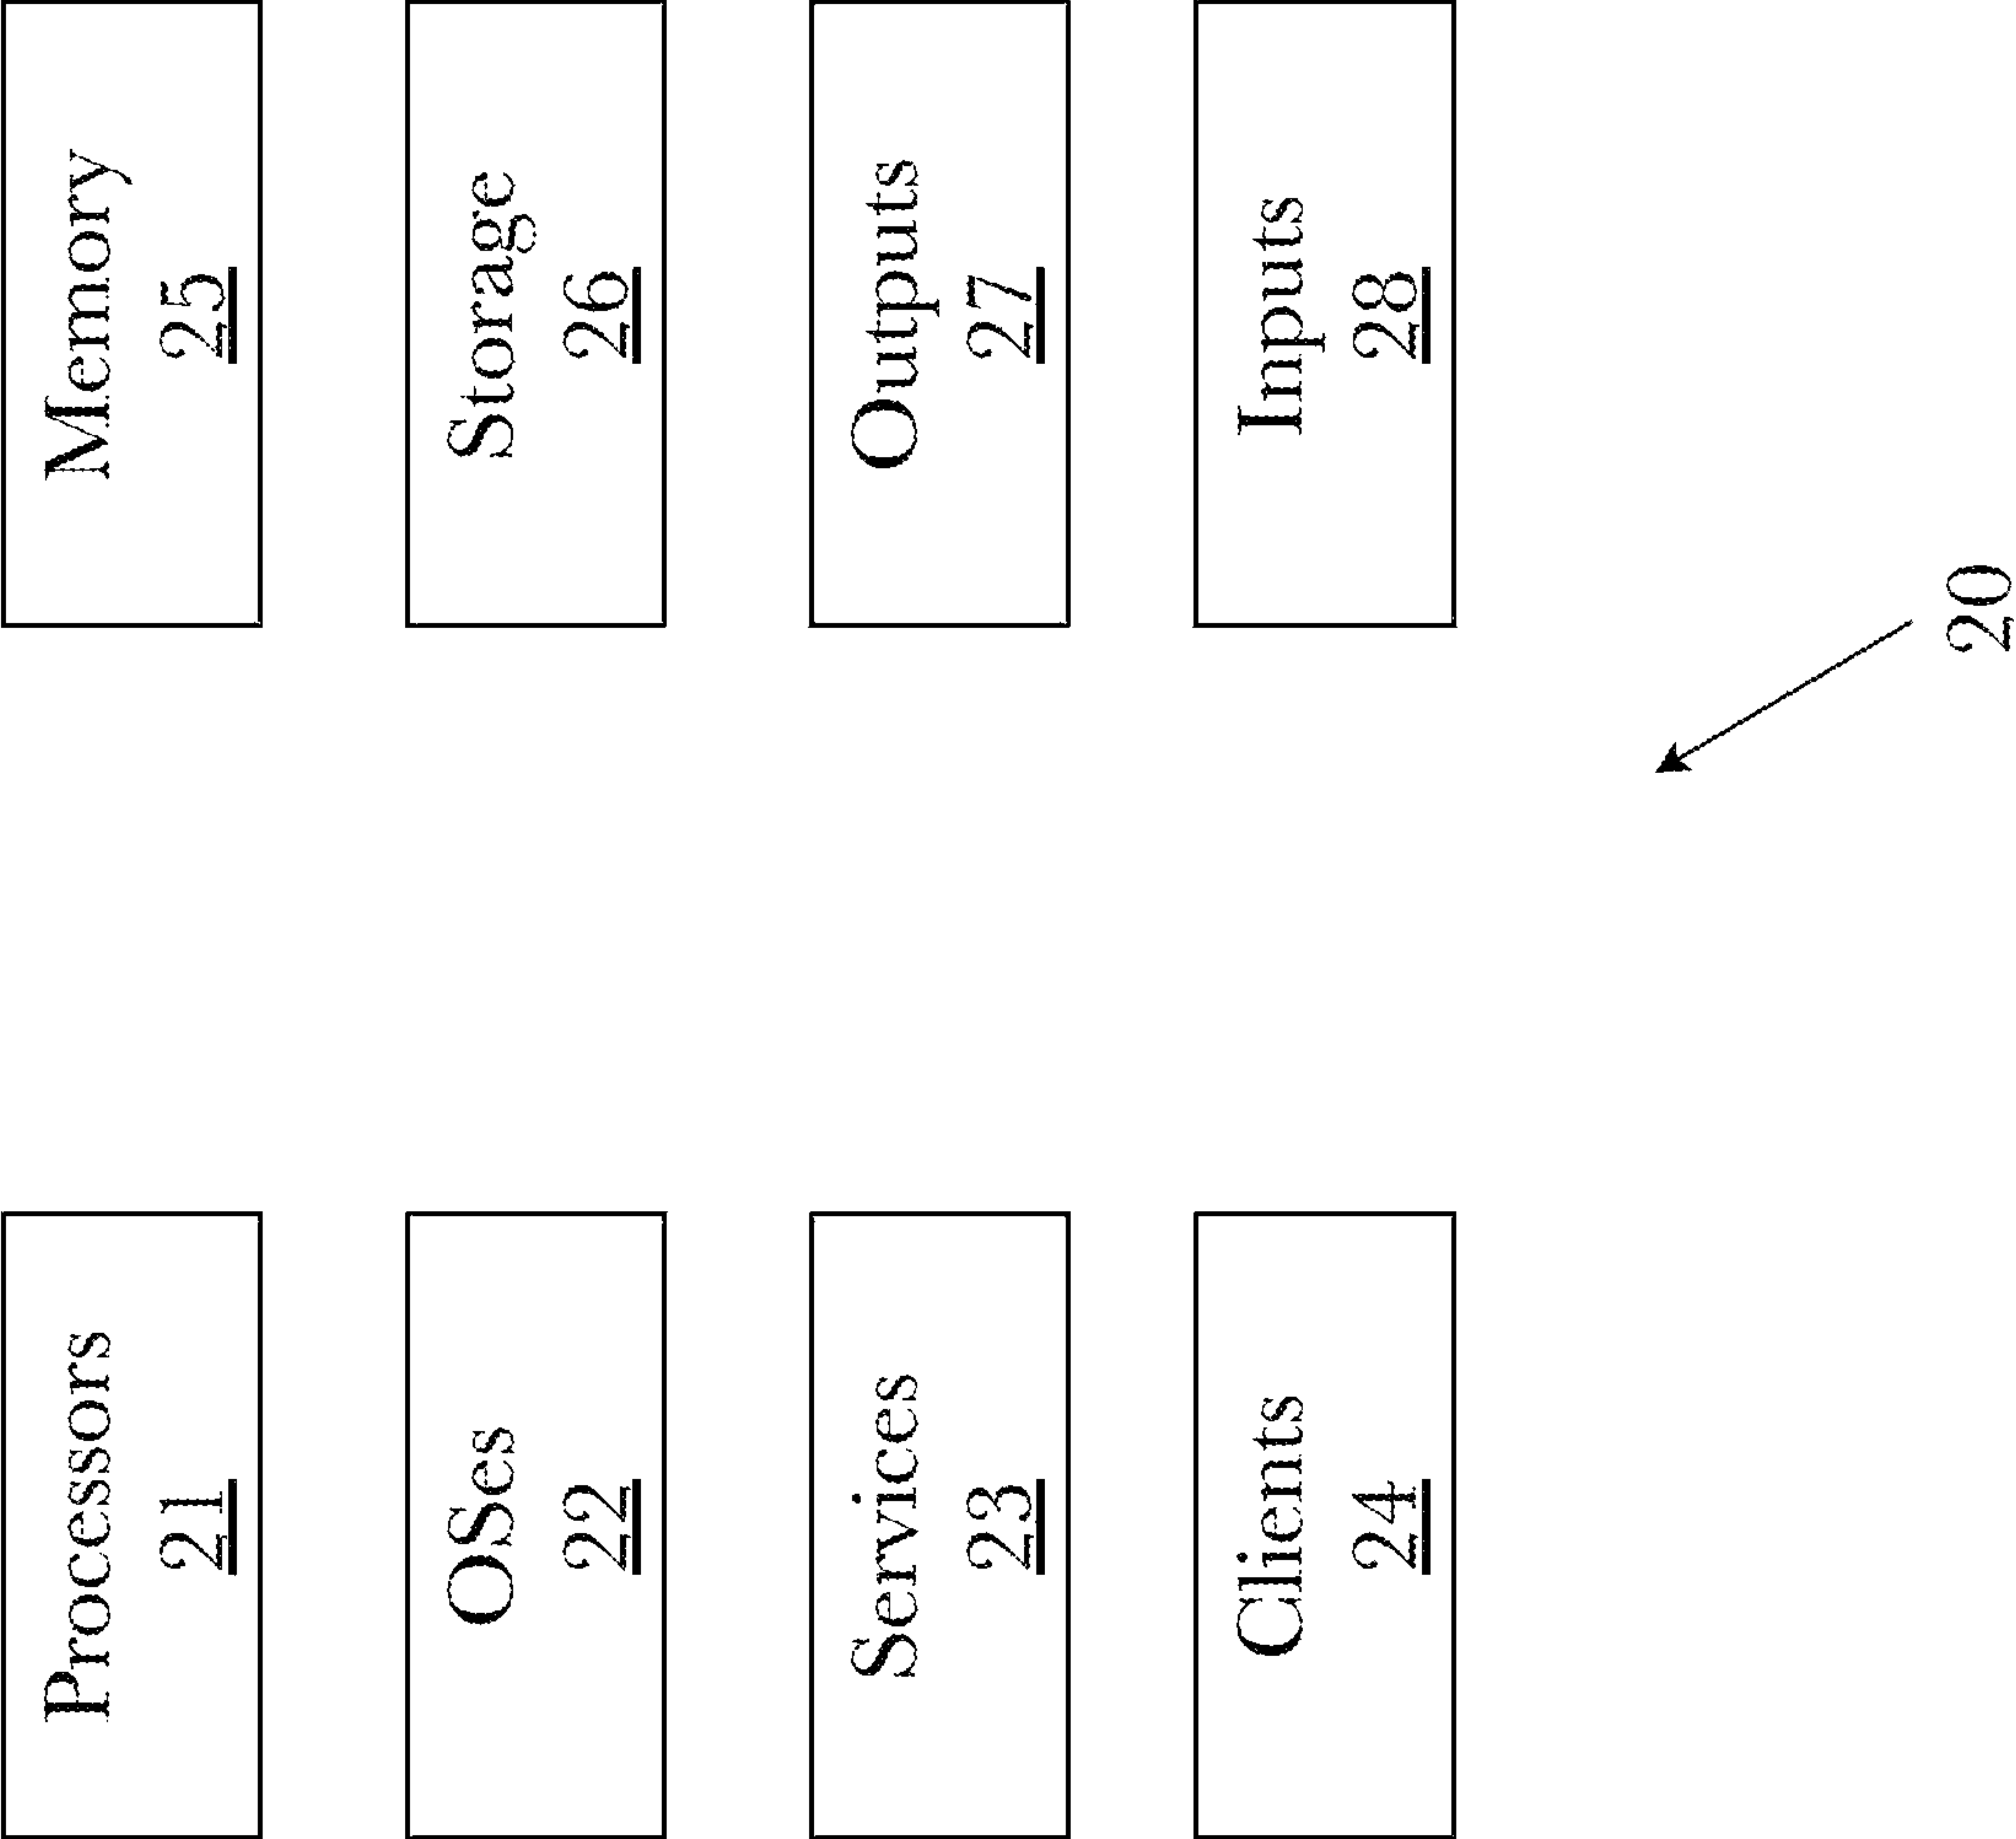 Processors
21
Memory
25
OSes
22
Storage
26
Services
23
Outputs
27
Clients
24
Inputs
28
20